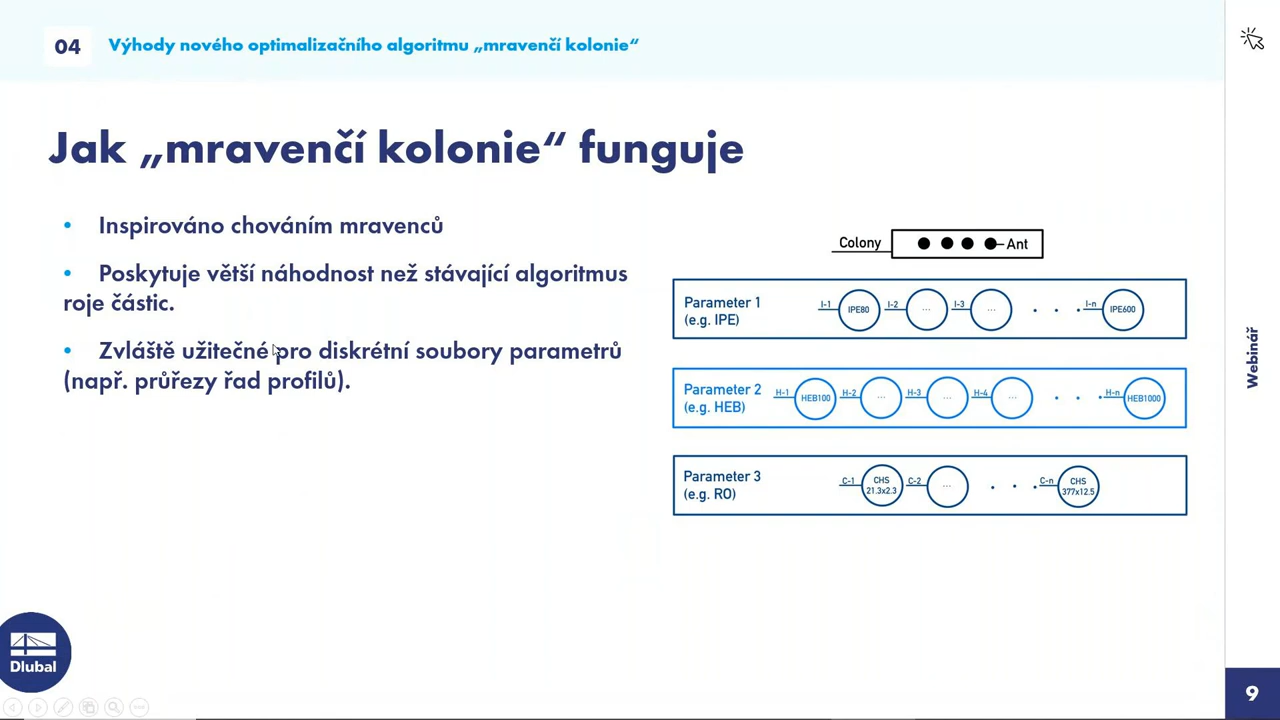 04
Výhody nového optimalizačního algoritmu „mravenčí kolonie“
Jak „mravenčí kolonie“ funguje
• Inspirováno chováním mravenců
• Poskytuje větší náhodnost než stávající algoritmus
roje částic.
• Zvláště užitečné pro diskrétní soubory parametrů
(např. průřezy řad profilů).
Colony
Ant
Parameter 1
(e.g. IPE)
I-1
IPE80
I-2
...
I-3
...
. . .
I-n
IPE600
Parameter 2
(e.g. HEB)
H-1
HEB100
H-2
...
H-3
...
H-4
...
. . .
H-n
HEB1000
Parameter 3
(e.g. RO)
C-1
CHS
21.3x2.3
C-2
...
. . .
C-n
CHS
377x12.5
Webinář
Dlubal
9